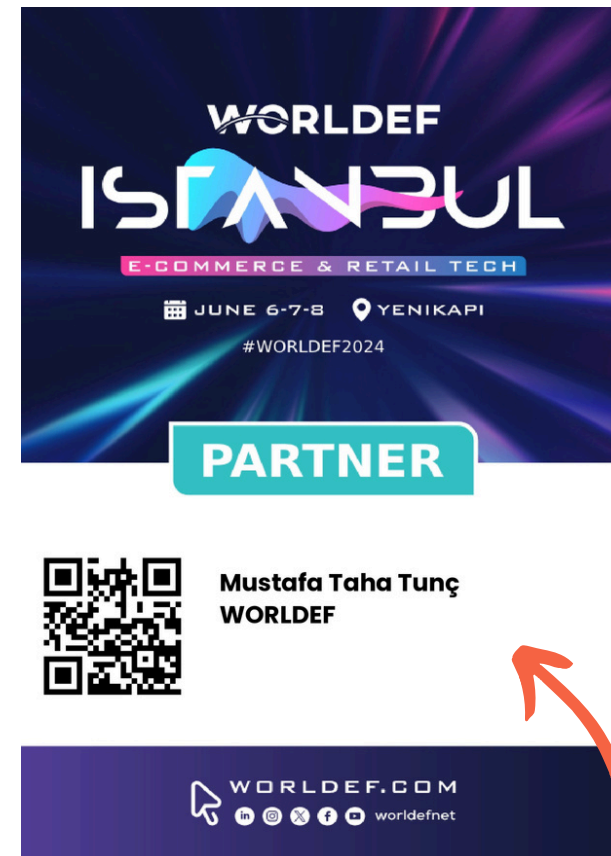 WORLDEF
ISTANBUL
E-COMMERCE & RETAIL TECH
JUNE 6-7-8 YENIKAPI
#WORLDEF2024
PARTNER
Mustafa Taha Tunç
WORLDEF
WORLDEF.COM
worldefnet